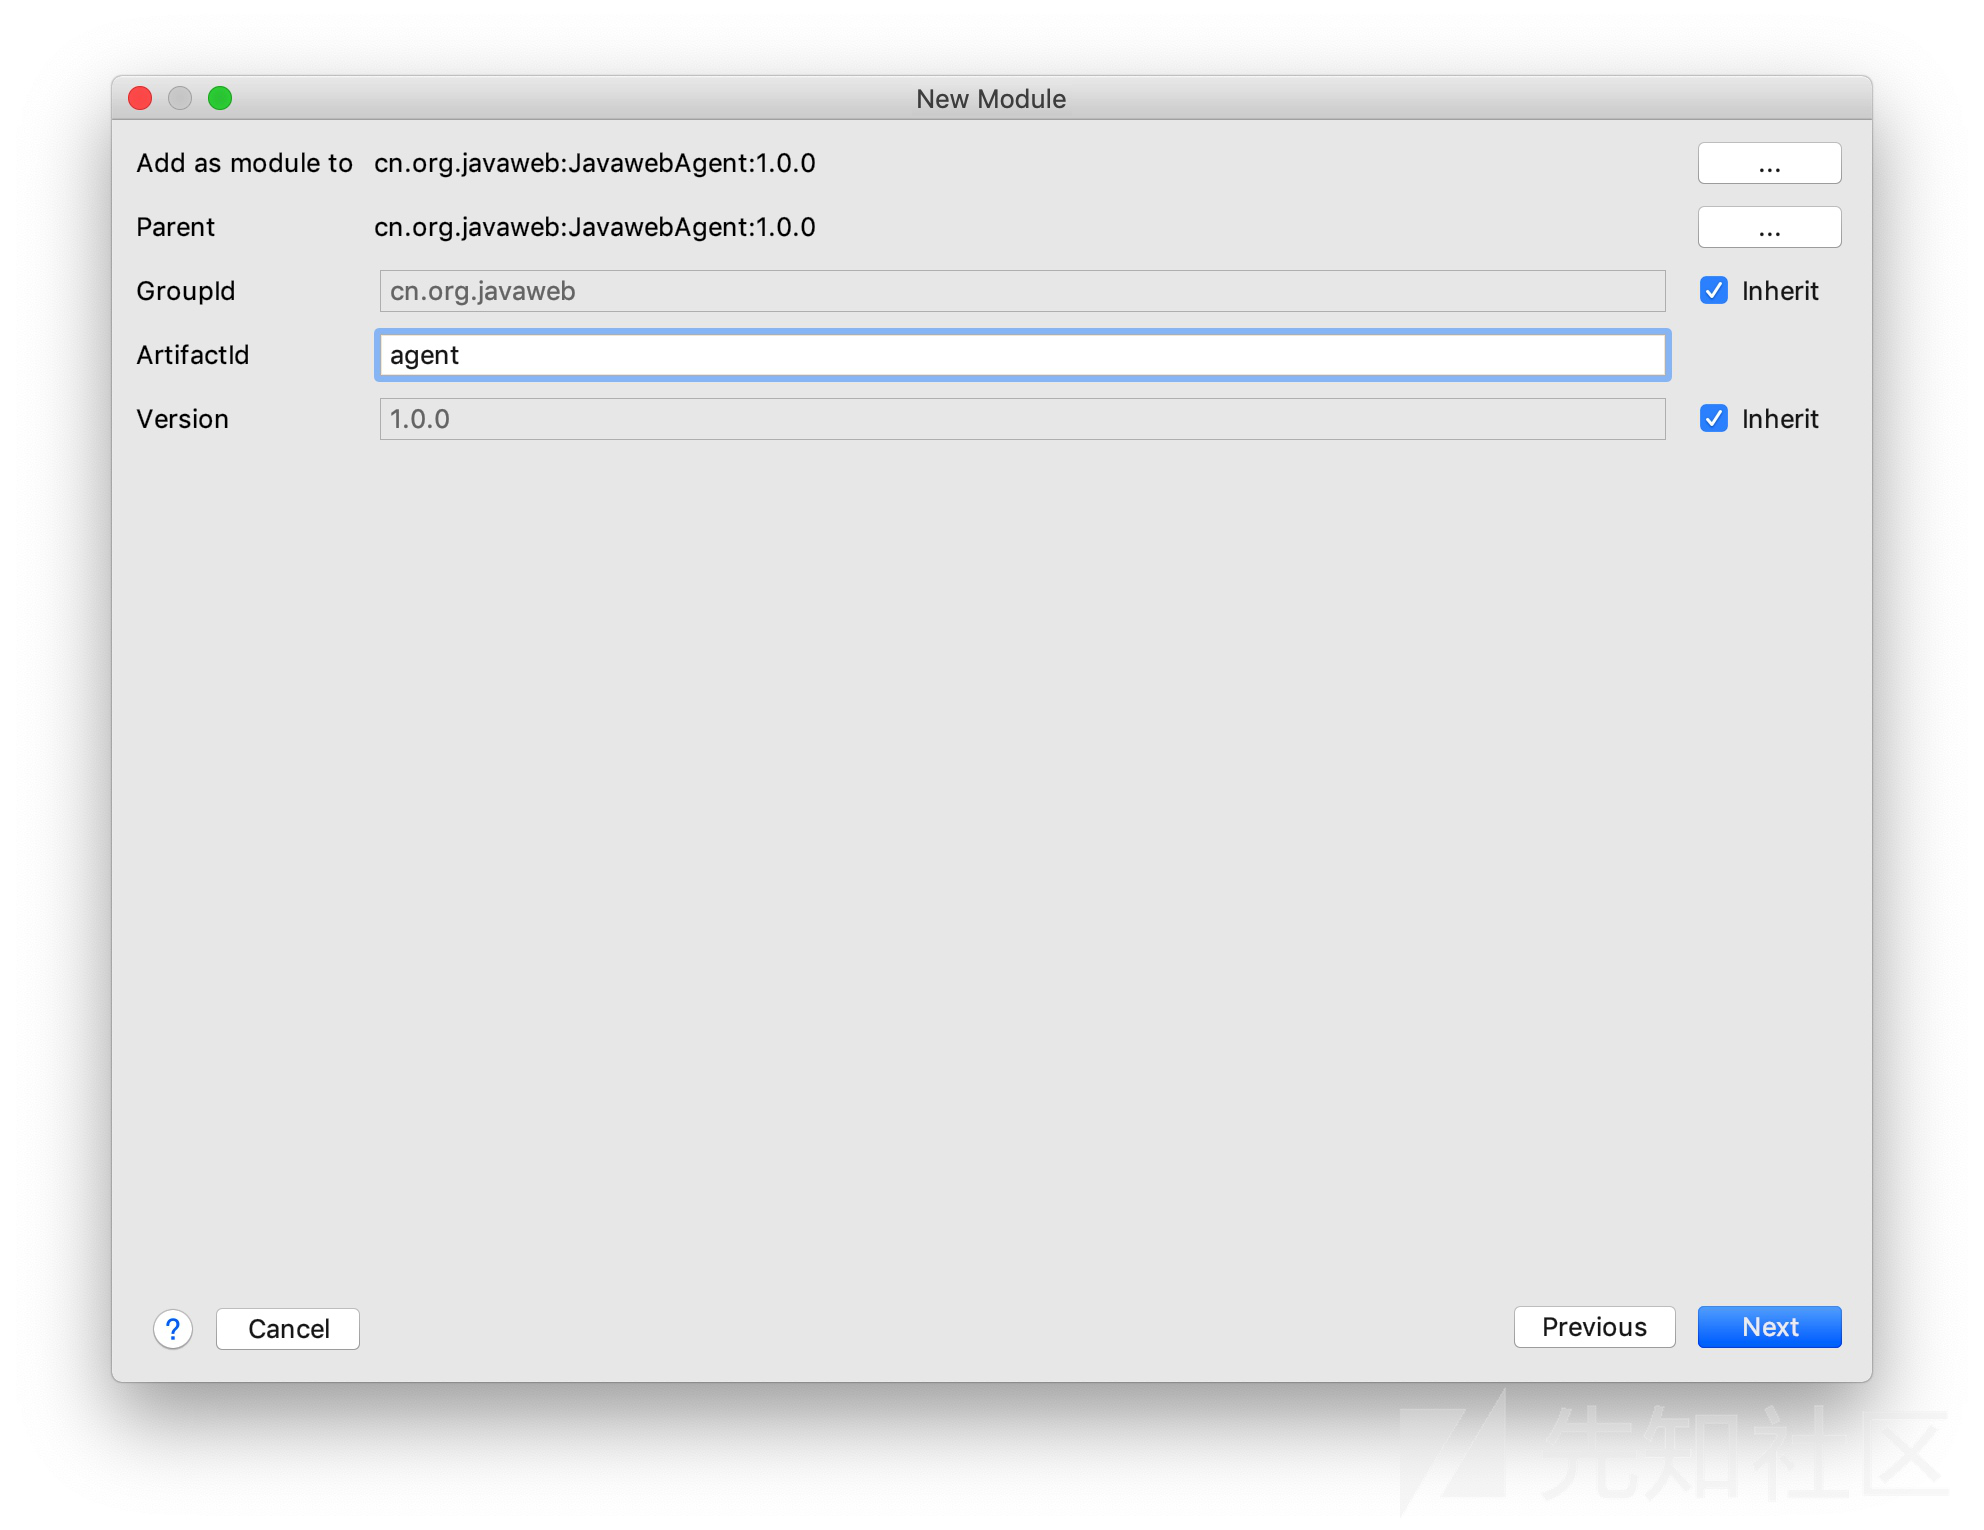 New Module
Add as module to cn.org.javaweb:JavawebAgent:1.0.0 ...
Parent cn.org.javaweb:JavawebAgent:1.0.0 ...
GroupId cn.org.javaweb Inherit
ArtifactId agent
Version 1.0.0 Inherit
? Cancel Previous Next
先知社区